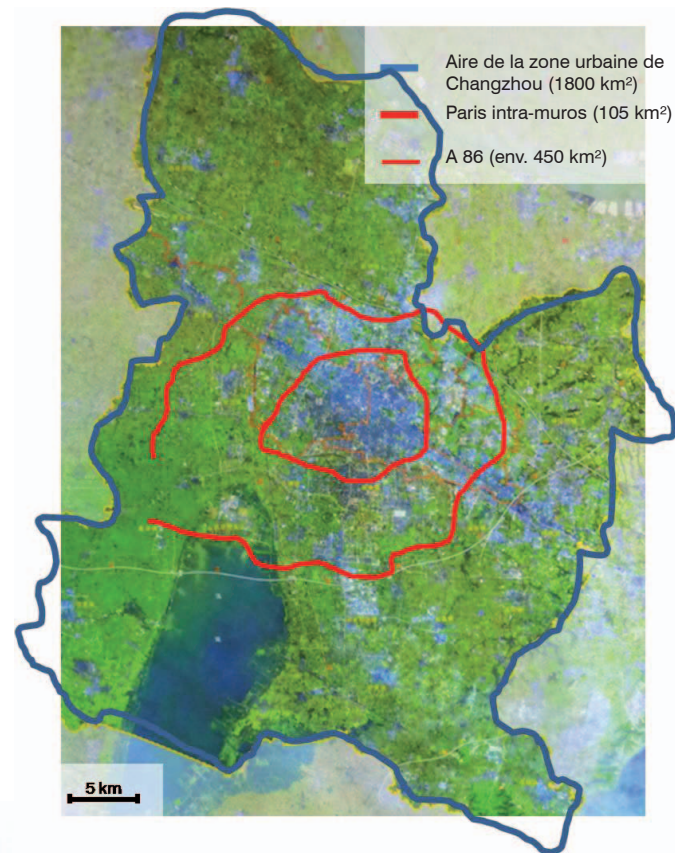 Aire de la zone urbaine de
Changzhou (1800 km²)
Paris intra-muros (105 km²)
A 86 (env. 450 km²)
5 km